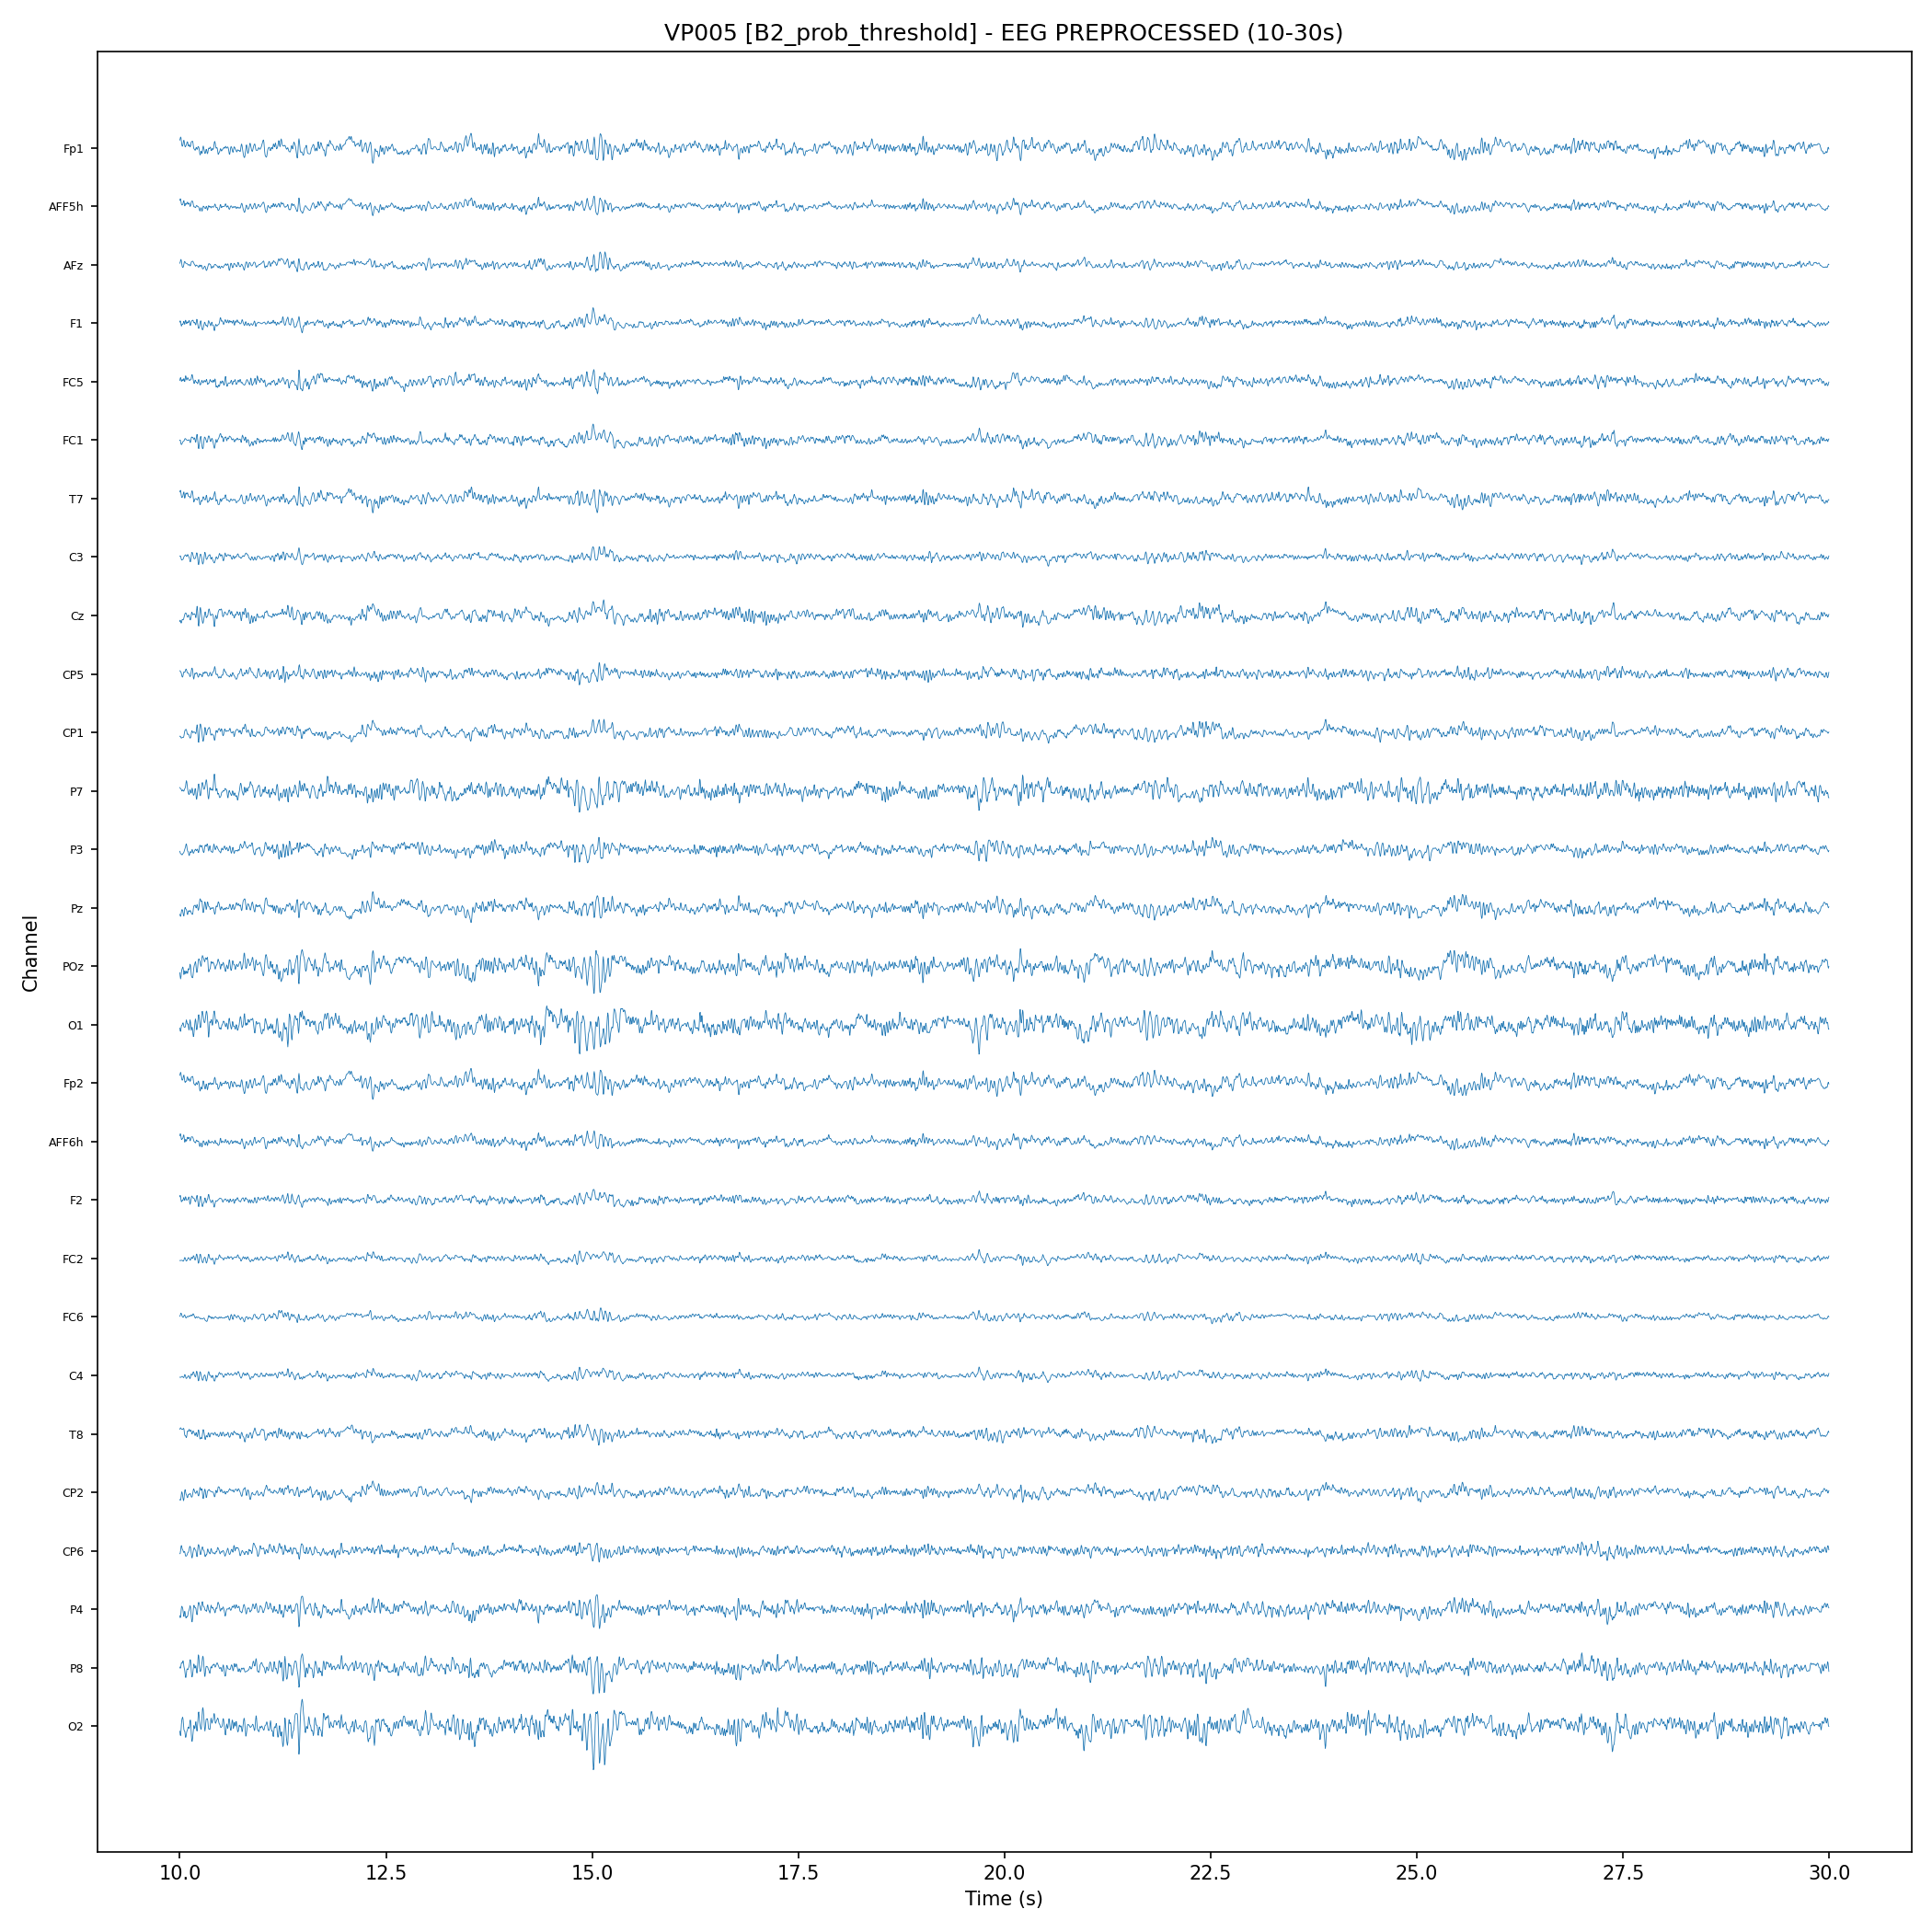 VP005 [B2_prob_threshold] - EEG PREPROCESSED (10-30s)
Channel
Fp1
AFF5h
AFz
F1
FC5
FC1
T7
C3
Cz
CP5
CP1
P7
P3
Pz
POz
O1
Fp2
AFF6h
F2
FC2
FC6
C4
T8
CP2
CP6
P4
P8
O2
10.0 12.5 15.0 17.5 20.0 22.5 25.0 27.5 30.0
Time (s)